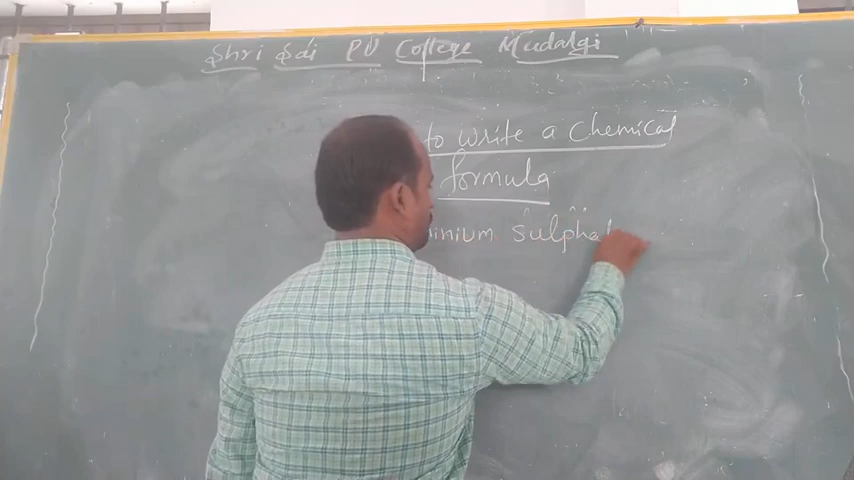 Shri Sai PU College Mudalgi
to write a chemical
formula
inium sulpha